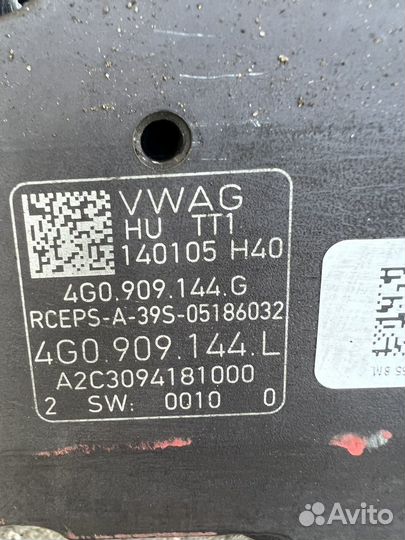 VWAG
HU TT1
140105 H40
4G0.909.144.G
RCEPS-A-39S-05186032
4G0.909.144.L
A2C3094181000
2 SW: 0010 0
Avito